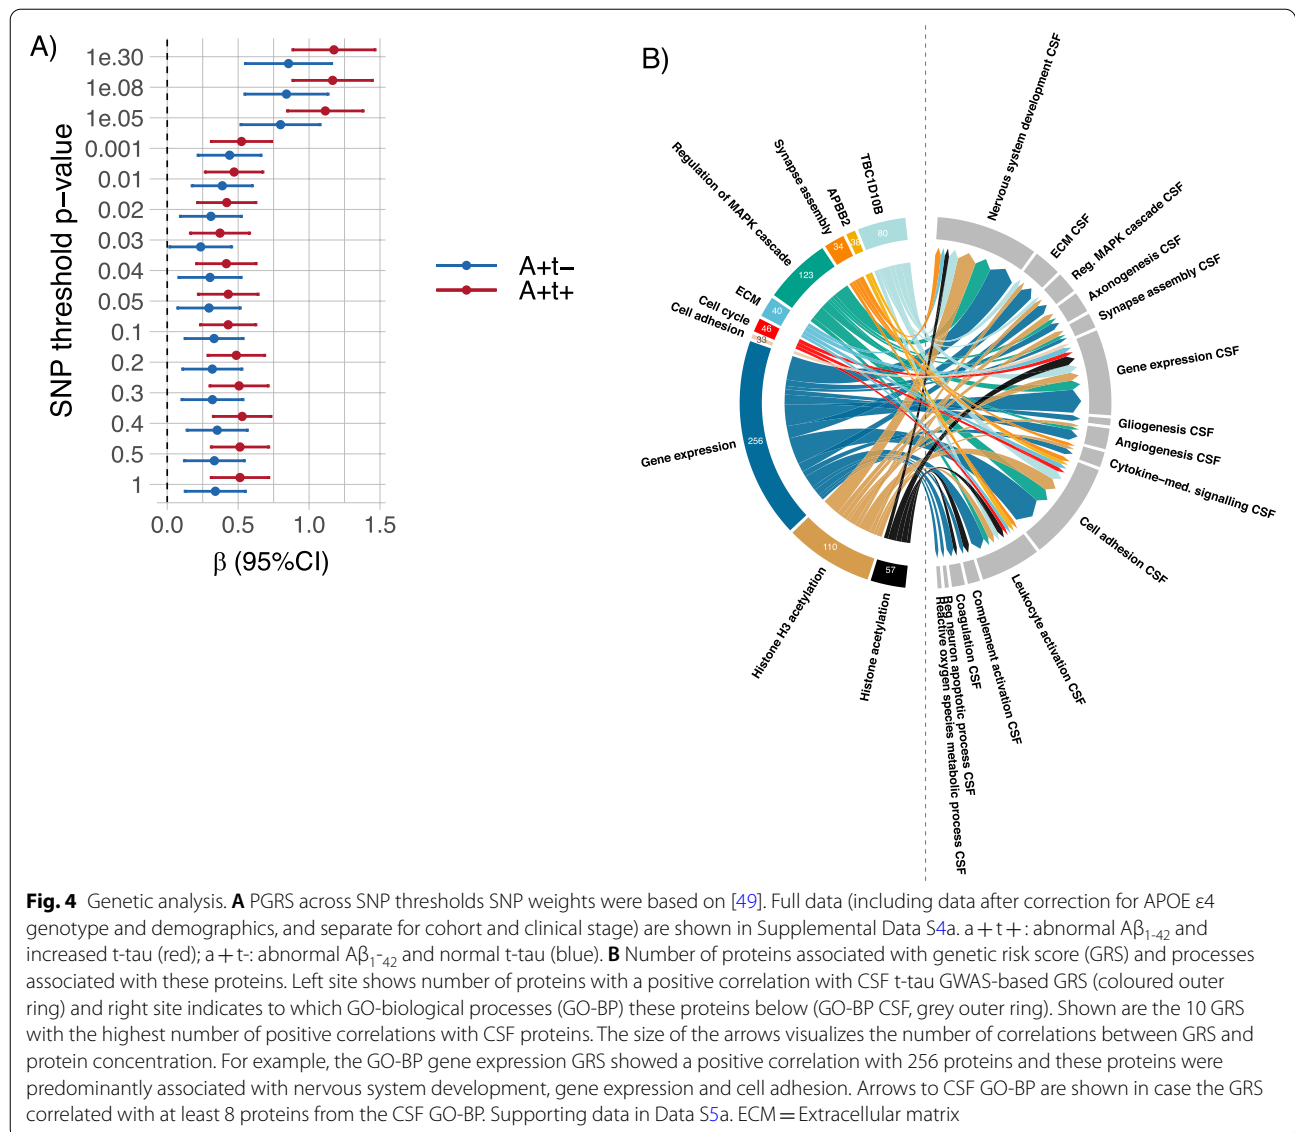 A)
1e.30
1e.08
1e.05
0.001
0.01
0.02
0.03
0.04
0.05
0.1
0.2
0.3
0.4
0.5
1
SNP threshold p−value
0.0 0.5 1.0 1.5
β (95%CI)
A+t−
A+t+
B)
TBC1D10B
APBB2
Synapse assembly
Regulation of MAPK cascade
ECM
Cell cycle
Cell adhesion
Gene expression
Histone H3 acetylation
Histone acetylation
80
38
34
123
40
46
33
256
110
57
Nervous system development CSF
ECM CSF
Reg. MAPK cascade CSF
Axonogenesis CSF
Synapse assembly CSF
Gene expression CSF
Gliogenesis CSF
Angiogenesis CSF
Cytokine−med. signalling CSF
Cell adhesion CSF
Leukocyte activation CSF
Complement activation CSF
Coagulation CSF
Reg neuron apoptotic process CSF
Reactive oxygen species metabolic process CSF
Fig. 4 Genetic analysis. A PGRS across SNP thresholds SNP weights were based on [49]. Full data (including data after correction for APOE ε4
genotype and demographics, and separate for cohort and clinical stage) are shown in Supplemental Data S4a. a + t + : abnormal Aβ1-42 and
increased t-tau (red); a + t-: abnormal Aβ1-42 and normal t-tau (blue). B Number of proteins associated with genetic risk score (GRS) and processes
associated with these proteins. Left site shows number of proteins with a positive correlation with CSF t-tau GWAS-based GRS (coloured outer
ring) and right site indicates to which GO-biological processes (GO-BP) these proteins below (GO-BP CSF, grey outer ring). Shown are the 10 GRS
with the highest number of positive correlations with CSF proteins. The size of the arrows visualizes the number of correlations between GRS and
protein concentration. For example, the GO-BP gene expression GRS showed a positive correlation with 256 proteins and these proteins were
predominantly associated with nervous system development, gene expression and cell adhesion. Arrows to CSF GO-BP are shown in case the GRS
correlated with at least 8 proteins from the CSF GO-BP. Supporting data in Data S5a. ECM = Extracellular matrix